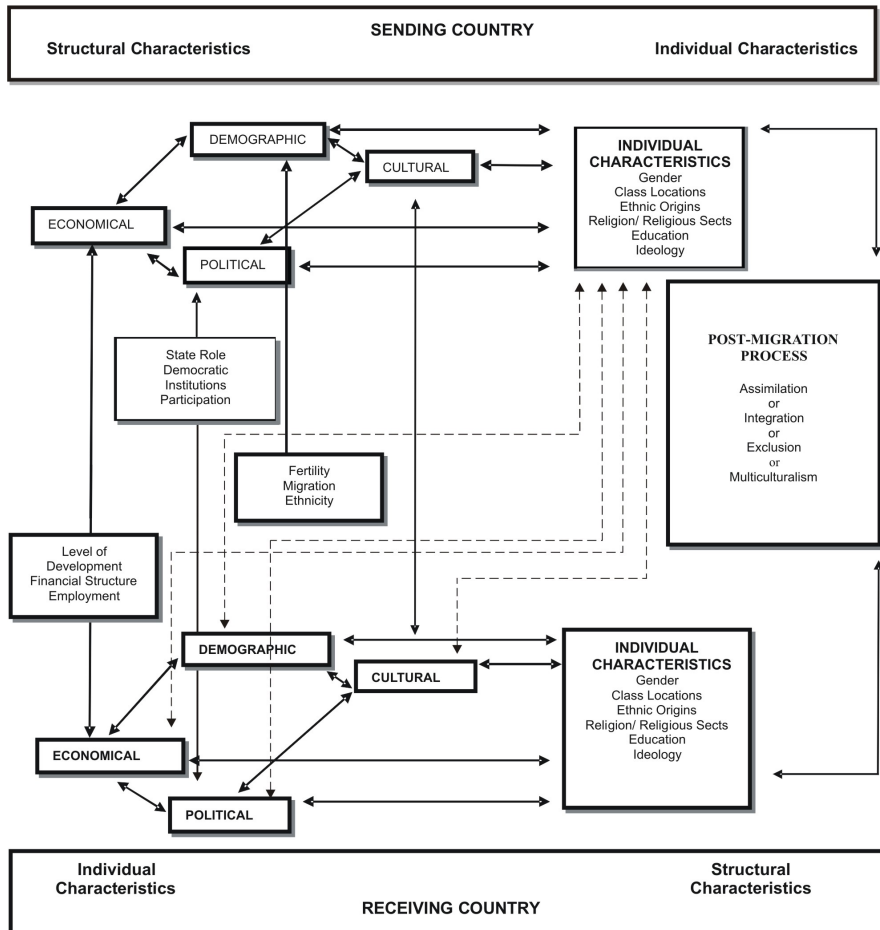 SENDING COUNTRY
Structural Characteristics
Individual Characteristics
DEMOGRAPHIC
CULTURAL
ECONOMICAL
POLITICAL
INDIVIDUAL
CHARACTERISTICS
Gender
Class Locations
Ethnic Origins
Religion/ Religious Sects
Education
Ideology
State Role
Democratic
Institutions
Participation
POST-MIGRATION
PROCESS
Assimilation
or
Integration
or
Exclusion
or
Multiculturalism
Fertility
Migration
Ethnicity
Level of
Development
Financial Structure
Employment
DEMOGRAPHIC
CULTURAL
ECONOMICAL
POLITICAL
INDIVIDUAL
CHARACTERISTICS
Gender
Class Locations
Ethnic Origins
Religion/ Religious Sects
Education
Ideology
Individual
Characteristics
Structural
Characteristics
RECEIVING COUNTRY